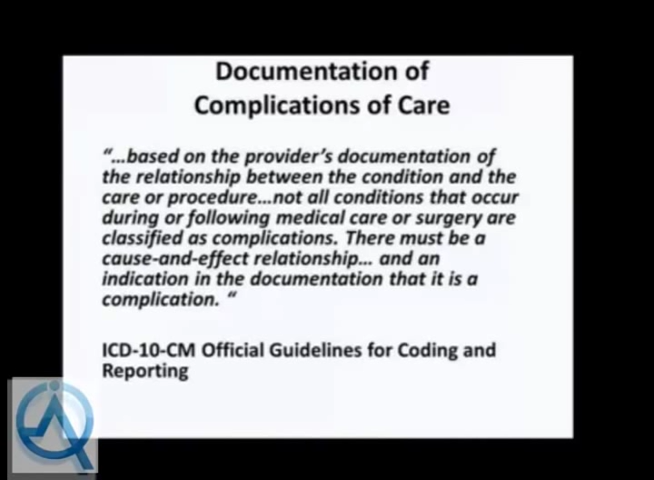 Documentation of
Complications of Care
"...based on the provider's documentation of
the relationship between the condition and the
care or procedure...not all conditions that occur
during or following medical care or surgery are
classified as complications. There must be a
cause-and-effect relationship... and an
indication in the documentation that it is a
complication. "
ICD-10-CM Official Guidelines for Coding and
Reporting